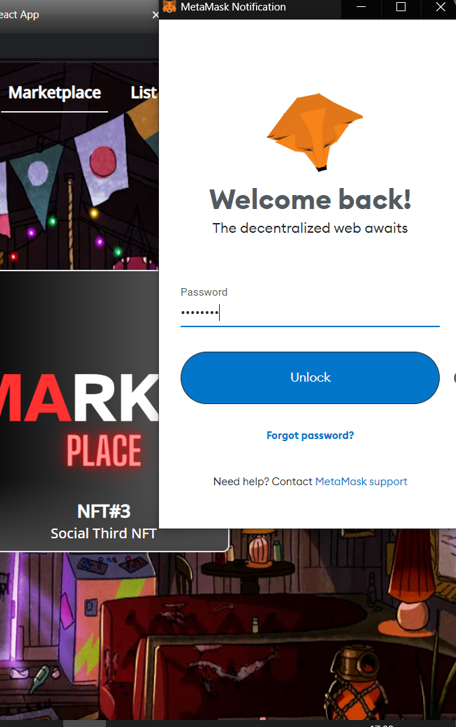 eact App
MetaMask Notification
Marketplace
List
Welcome back!
The decentralized web awaits
Password
••••••••
Unlock
Forgot password?
Need help? Contact MetaMask support
MARK
PLACE
NFT#3
Social Third NFT